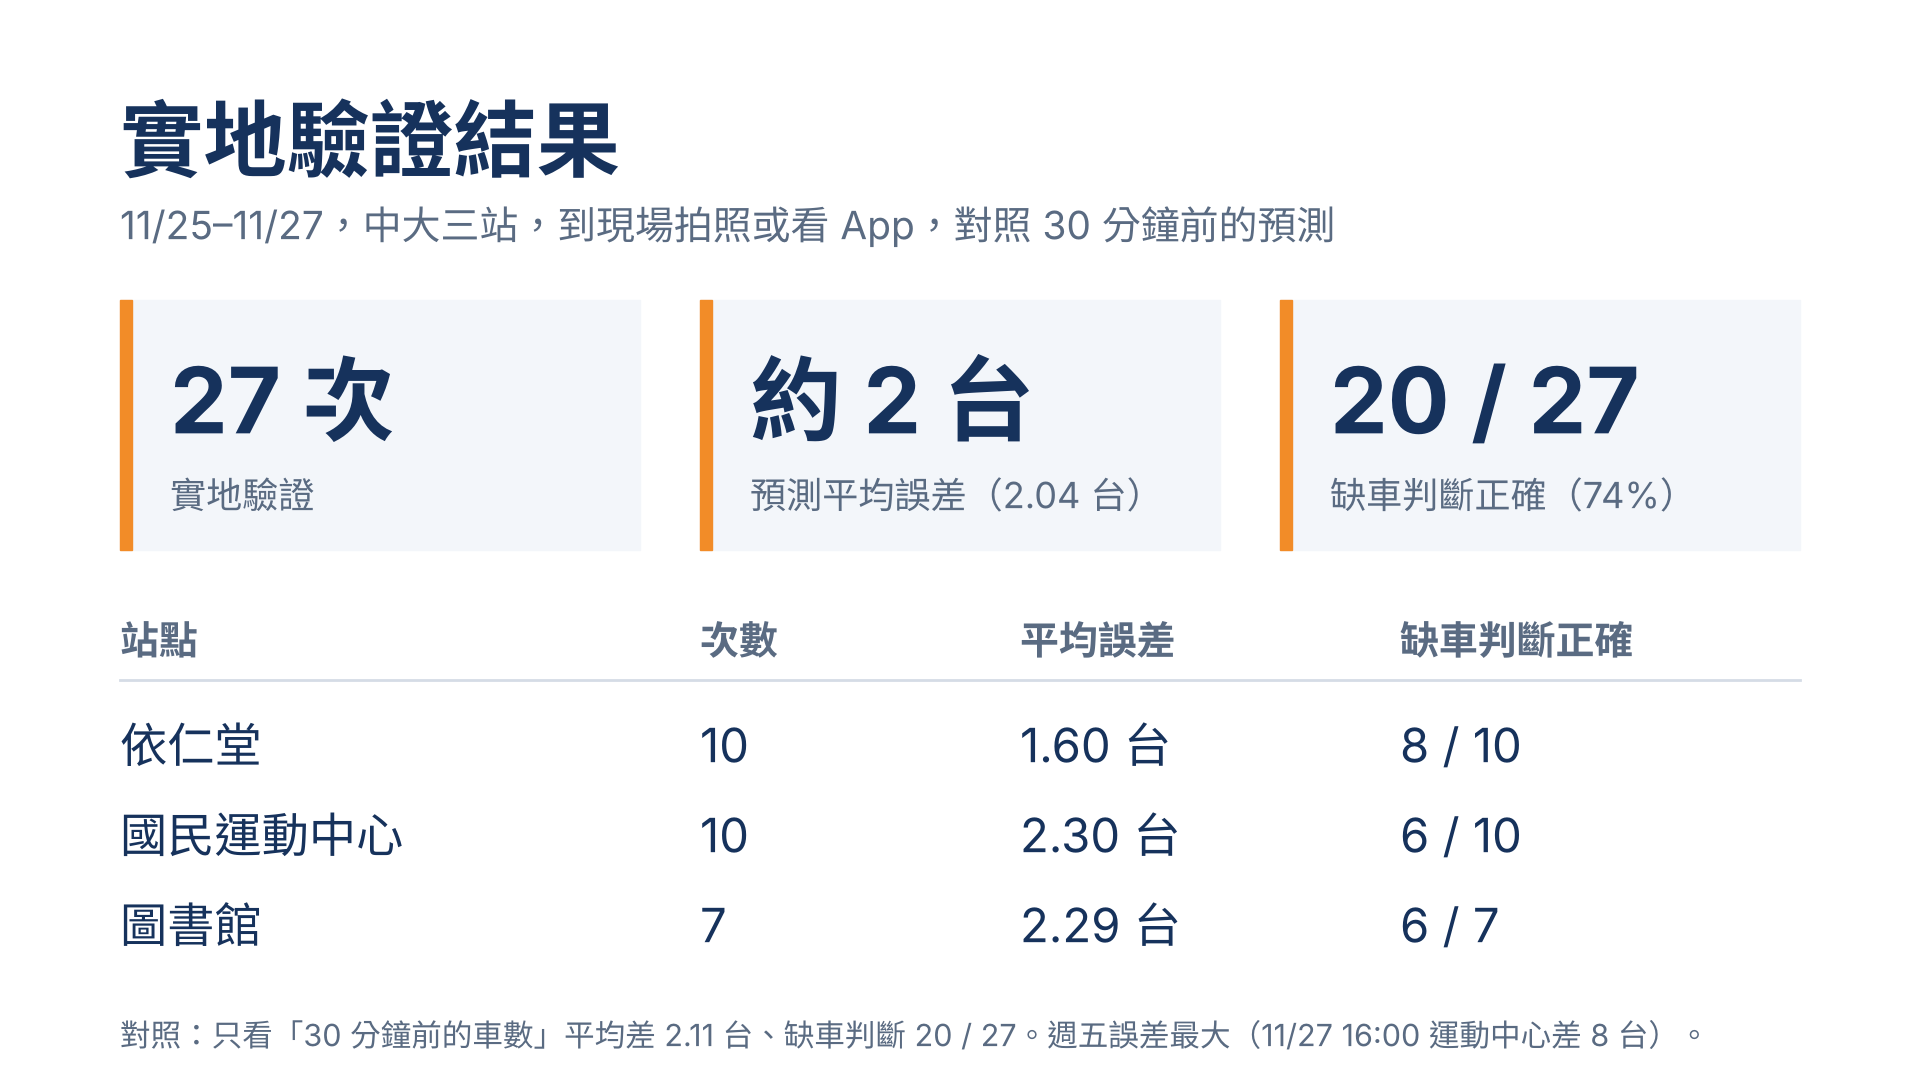 實地驗證結果
11/25–11/27，中大三站，到現場拍照或看 App，對照 30 分鐘前的預測
27 次
實地驗證
約 2 台
預測平均誤差（2.04 台）
20 / 27
缺車判斷正確（74%）
站點 次數 平均誤差 缺車判斷正確
依仁堂 10 1.60 台 8 / 10
國民運動中心 10 2.30 台 6 / 10
圖書館 7 2.29 台 6 / 7
對照：只看「30 分鐘前的車數」平均差 2.11 台、缺車判斷 20 / 27。週五誤差最大（11/27 16:00 運動中心差 8 台）。